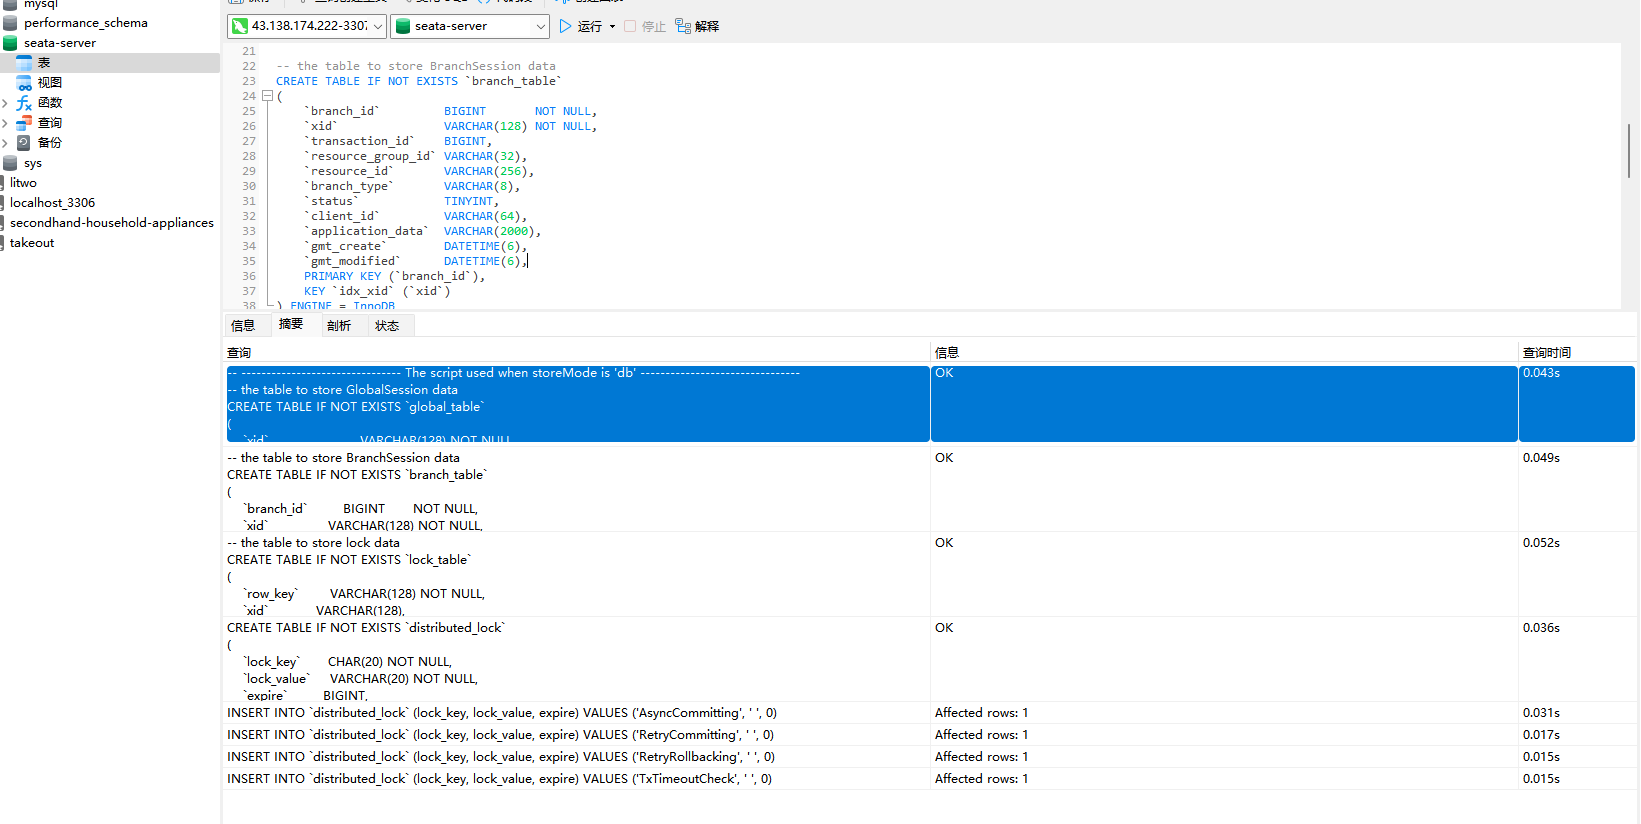 mysql
performance_schema
seata-server
表
视图
函数
查询
备份
sys
litwo
localhost_3306
secondhand-household-appliances
takeout
43.138.174.222-3307
seata-server
运行
停止
解释
21
22 -- the table to store BranchSession data
23 CREATE TABLE IF NOT EXISTS `branch_table`
24 (
25 `branch_id` BIGINT NOT NULL,
26 `xid` VARCHAR(128) NOT NULL,
27 `transaction_id` BIGINT,
28 `resource_group_id` VARCHAR(32),
29 `resource_id` VARCHAR(256),
30 `branch_type` VARCHAR(8),
31 `status` TINYINT,
32 `client_id` VARCHAR(64),
33 `application_data` VARCHAR(2000),
34 `gmt_create` DATETIME(6),
35 `gmt_modified` DATETIME(6),
36 PRIMARY KEY (`branch_id`),
37 KEY `idx_xid` (`xid`)
38 ) ENGINE = InnoDB
信息 摘要 剖析 状态
查询 信息 查询时间
-- -------------------------------- The script used when storeMode is 'db' -------------------------------- OK 0.043s
-- the table to store GlobalSession data
CREATE TABLE IF NOT EXISTS `global_table`
(
`xid` VARCHAR(128) NOT NULL
-- the table to store BranchSession data OK 0.049s
CREATE TABLE IF NOT EXISTS `branch_table`
(
`branch_id` BIGINT NOT NULL,
`xid` VARCHAR(128) NOT NULL,
-- the table to store lock data OK 0.052s
CREATE TABLE IF NOT EXISTS `lock_table`
(
`row_key` VARCHAR(128) NOT NULL,
`xid` VARCHAR(128),
CREATE TABLE IF NOT EXISTS `distributed_lock` OK 0.036s
(
`lock_key` CHAR(20) NOT NULL,
`lock_value` VARCHAR(20) NOT NULL,
`expire` BIGINT,
INSERT INTO `distributed_lock` (lock_key, lock_value, expire) VALUES ('AsyncCommitting', ' ', 0) Affected rows: 1 0.031s
INSERT INTO `distributed_lock` (lock_key, lock_value, expire) VALUES ('RetryCommitting', ' ', 0) Affected rows: 1 0.017s
INSERT INTO `distributed_lock` (lock_key, lock_value, expire) VALUES ('RetryRollbacking', ' ', 0) Affected rows: 1 0.015s
INSERT INTO `distributed_lock` (lock_key, lock_value, expire) VALUES ('TxTimeoutCheck', ' ', 0) Affected rows: 1 0.015s